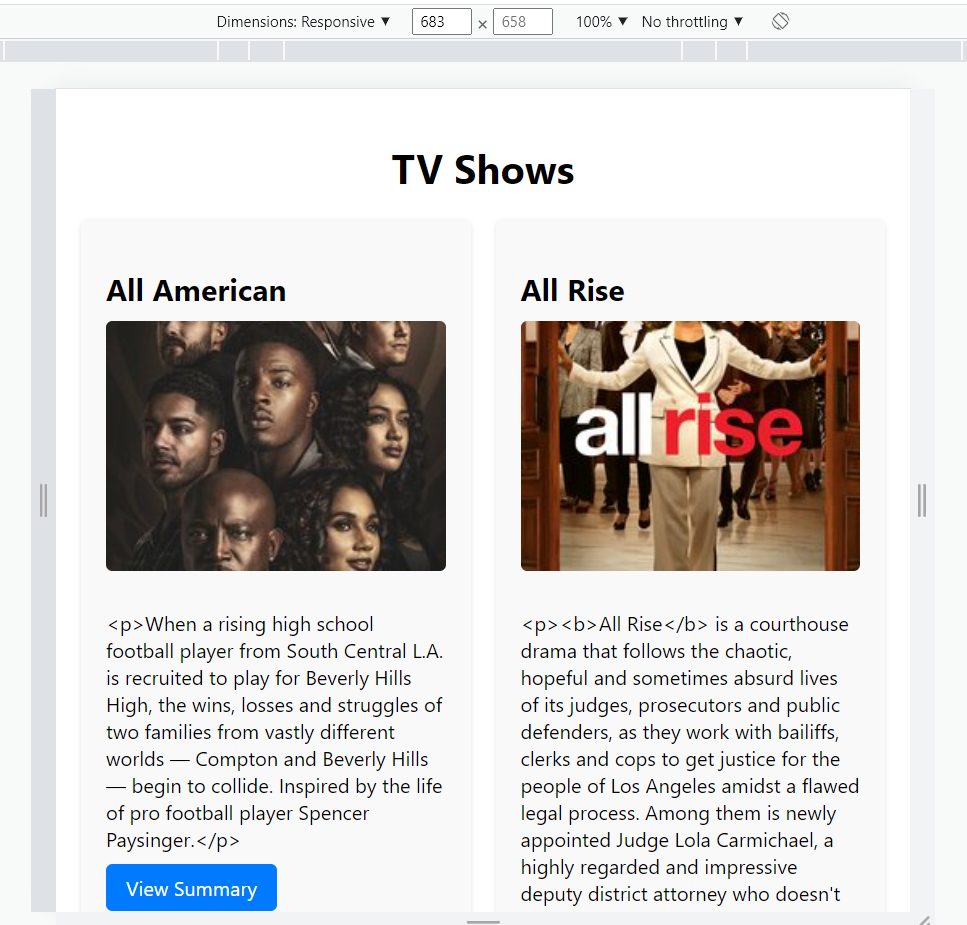 Dimensions: Responsive ▼ 683 × 658 100% ▼ No throttling ▼
TV Shows
All American
<p>When a rising high school
football player from South Central L.A.
is recruited to play for Beverly Hills
High, the wins, losses and struggles of
two families from vastly different
worlds — Compton and Beverly Hills
— begin to collide. Inspired by the life
of pro football player Spencer
Paysinger.</p>
View Summary
All Rise
all rise
<p><b>All Rise</b> is a courthouse
drama that follows the chaotic,
hopeful and sometimes absurd lives
of its judges, prosecutors and public
defenders, as they work with bailiffs,
clerks and cops to get justice for the
people of Los Angeles amidst a flawed
legal process. Among them is newly
appointed Judge Lola Carmichael, a
highly regarded and impressive
deputy district attorney who doesn't